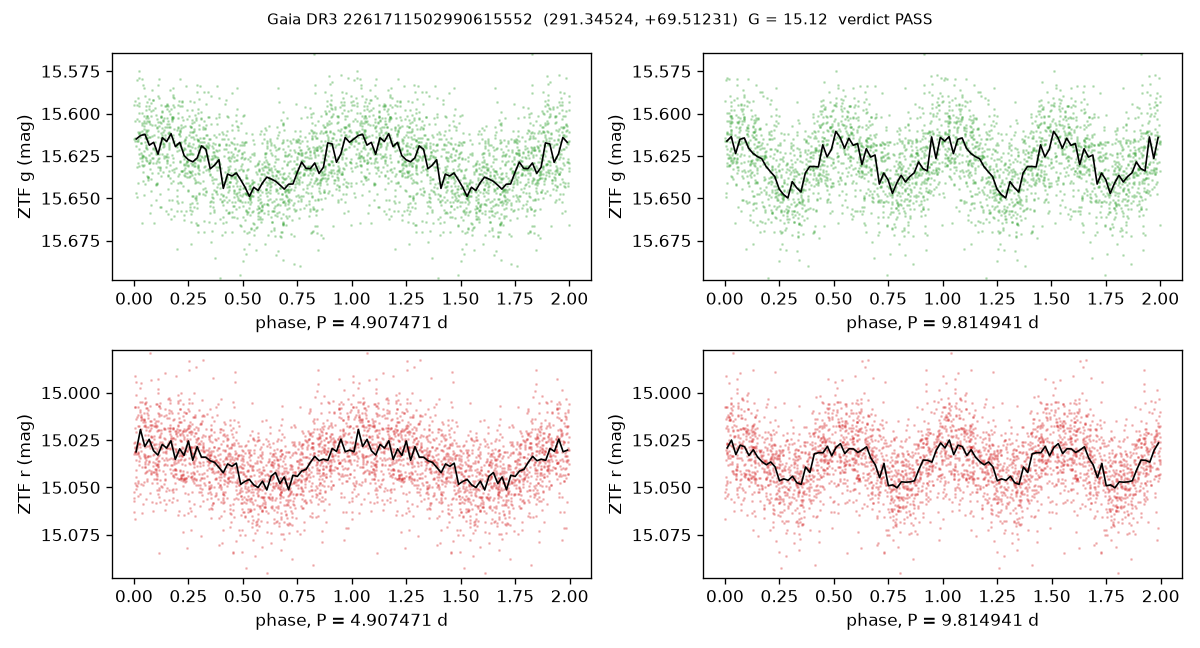 Gaia DR3 2261711502990615552 (291.34524, +69.51231) G = 15.12 verdict PASS
ZTF g (mag)
15.575
15.600
15.625
15.650
15.675
0.00 0.25 0.50 0.75 1.00 1.25 1.50 1.75 2.00
phase, P = 4.907471 d
ZTF g (mag)
15.575
15.600
15.625
15.650
15.675
0.00 0.25 0.50 0.75 1.00 1.25 1.50 1.75 2.00
phase, P = 9.814941 d
ZTF r (mag)
15.000
15.025
15.050
15.075
0.00 0.25 0.50 0.75 1.00 1.25 1.50 1.75 2.00
phase, P = 4.907471 d
ZTF r (mag)
15.000
15.025
15.050
15.075
0.00 0.25 0.50 0.75 1.00 1.25 1.50 1.75 2.00
phase, P = 9.814941 d